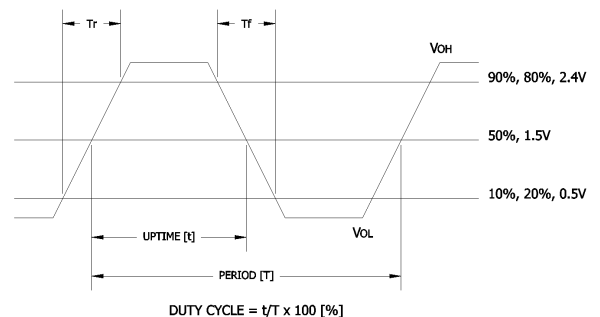 Tr
Tf
VOH
90%, 80%, 2.4V
50%, 1.5V
10%, 20%, 0.5V
UPTIME [t]
VOL
PERIOD [T]
DUTY CYCLE = t/T x 100 [%]